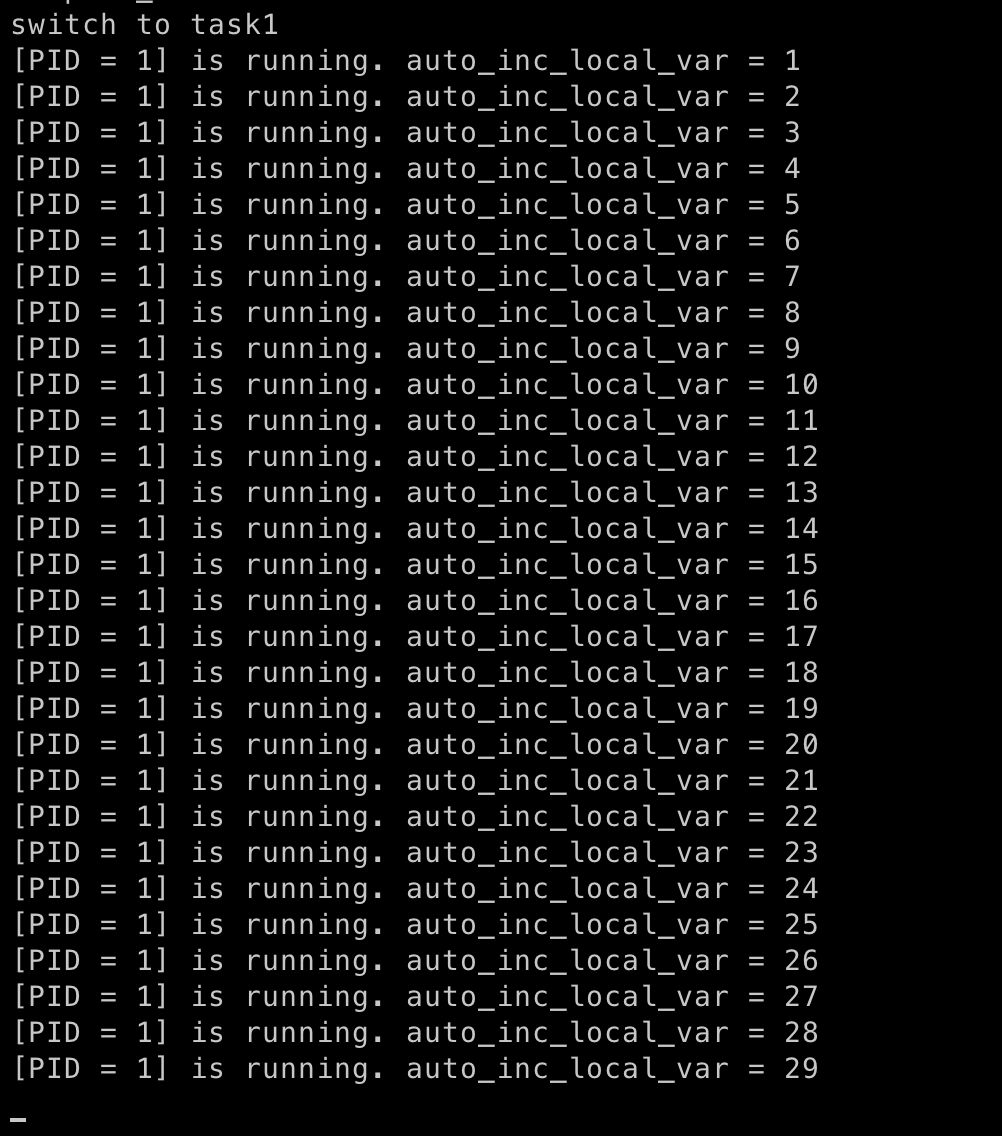 switch to task1
[PID = 1] is running. auto_inc_local_var = 1
[PID = 1] is running. auto_inc_local_var = 2
[PID = 1] is running. auto_inc_local_var = 3
[PID = 1] is running. auto_inc_local_var = 4
[PID = 1] is running. auto_inc_local_var = 5
[PID = 1] is running. auto_inc_local_var = 6
[PID = 1] is running. auto_inc_local_var = 7
[PID = 1] is running. auto_inc_local_var = 8
[PID = 1] is running. auto_inc_local_var = 9
[PID = 1] is running. auto_inc_local_var = 10
[PID = 1] is running. auto_inc_local_var = 11
[PID = 1] is running. auto_inc_local_var = 12
[PID = 1] is running. auto_inc_local_var = 13
[PID = 1] is running. auto_inc_local_var = 14
[PID = 1] is running. auto_inc_local_var = 15
[PID = 1] is running. auto_inc_local_var = 16
[PID = 1] is running. auto_inc_local_var = 17
[PID = 1] is running. auto_inc_local_var = 18
[PID = 1] is running. auto_inc_local_var = 19
[PID = 1] is running. auto_inc_local_var = 20
[PID = 1] is running. auto_inc_local_var = 21
[PID = 1] is running. auto_inc_local_var = 22
[PID = 1] is running. auto_inc_local_var = 23
[PID = 1] is running. auto_inc_local_var = 24
[PID = 1] is running. auto_inc_local_var = 25
[PID = 1] is running. auto_inc_local_var = 26
[PID = 1] is running. auto_inc_local_var = 27
[PID = 1] is running. auto_inc_local_var = 28
[PID = 1] is running. auto_inc_local_var = 29